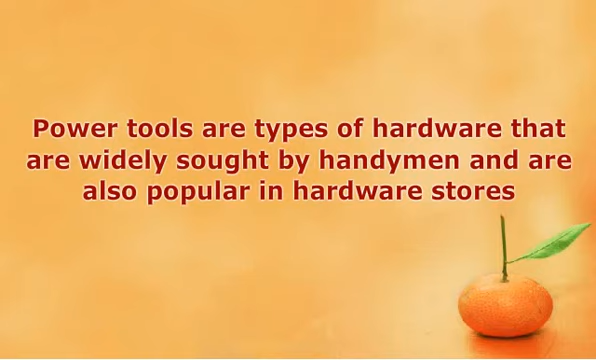 Power tools are types of hardware that
are widely sought by handymen and are
also popular in hardware stores